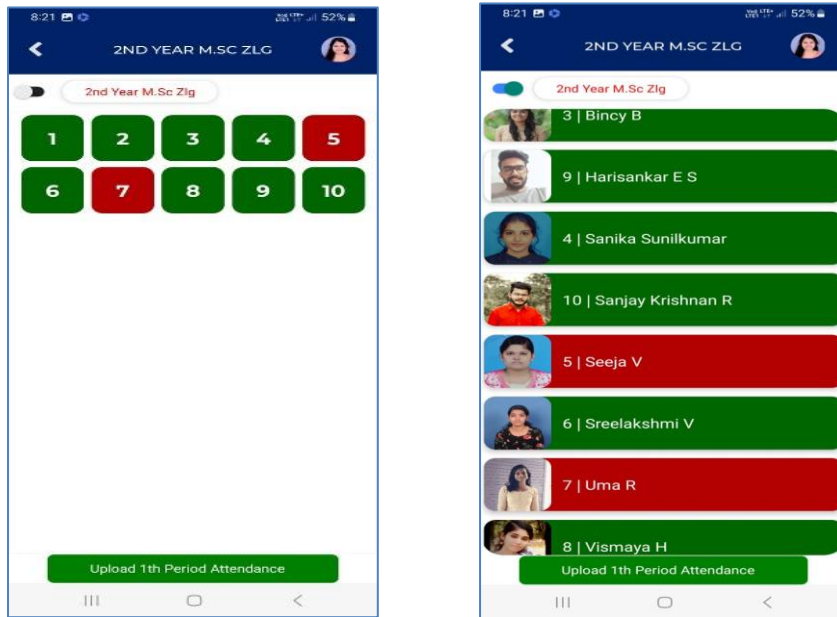 8:21 52%
2ND YEAR M.SC ZLG
2nd Year M.Sc Zlg
1 2 3 4 5
6 7 8 9 10
Upload 1th Period Attendance
8:21 52%
2ND YEAR M.SC ZLG
2nd Year M.Sc Zlg
3 | Bincy B
9 | Harisankar E S
4 | Sanika Sunilkumar
10 | Sanjay Krishnan R
5 | Seeja V
6 | Sreelakshmi V
7 | Uma R
8 | Vismaya H
Upload 1th Period Attendance